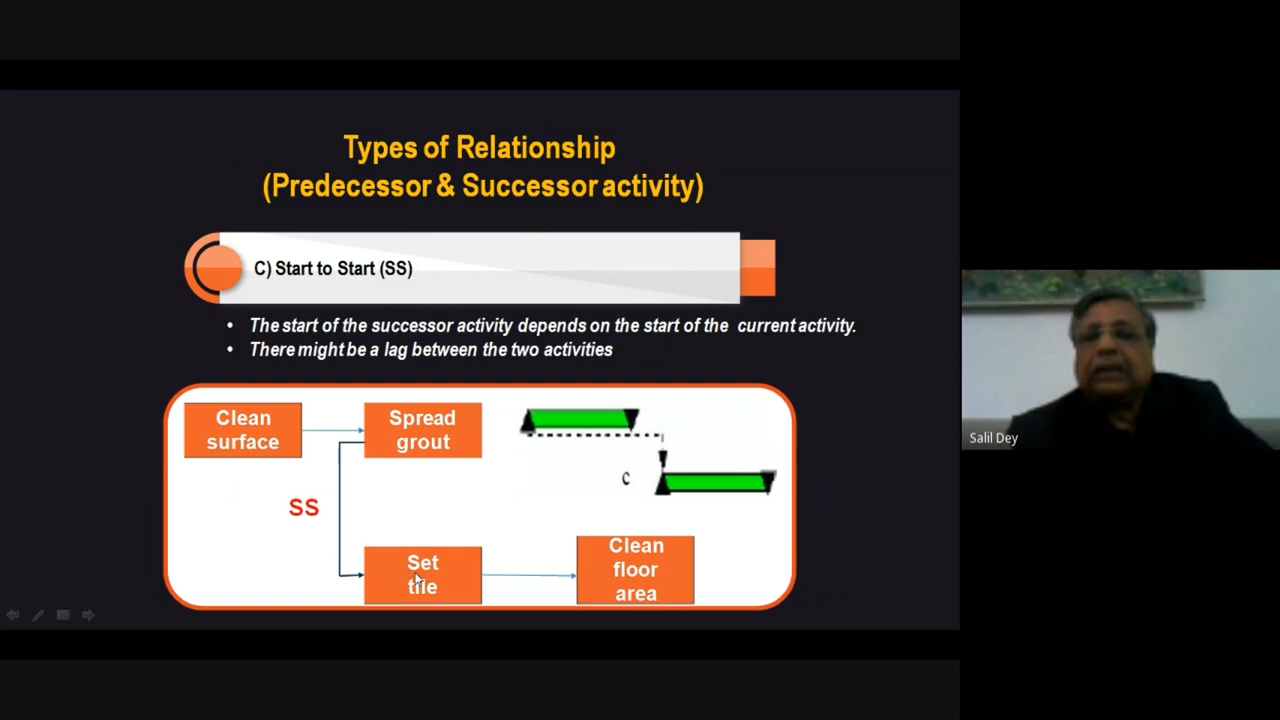 Types of Relationship
(Predecessor & Successor activity)
C) Start to Start (SS)
• The start of the successor activity depends on the start of the current activity.
• There might be a lag between the two activities
Clean
surface
Spread
grout
c
SS
Set
tile
Clean
floor
area
Salil Dey